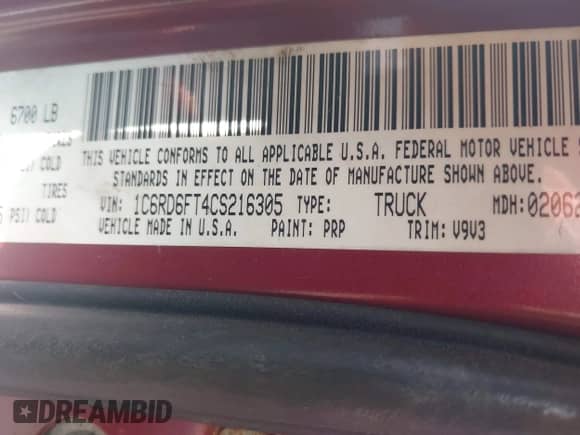 6700 LB
THIS VEHICLE CONFORMS TO ALL APPLICABLE U.S.A. FEDERAL MOTOR VEHICLE
COLD
STANDARDS IN EFFECT ON THE DATE OF MANUFACTURE SHOWN ABOVE.
TIRES
VIN: 1C6RD6FT4CS216305 TYPE: TRUCK MDH: 02062
PSI) COLD
VEHICLE MADE IN U.S.A. PAINT: PRP TRIM: V9V3
DREAMBID